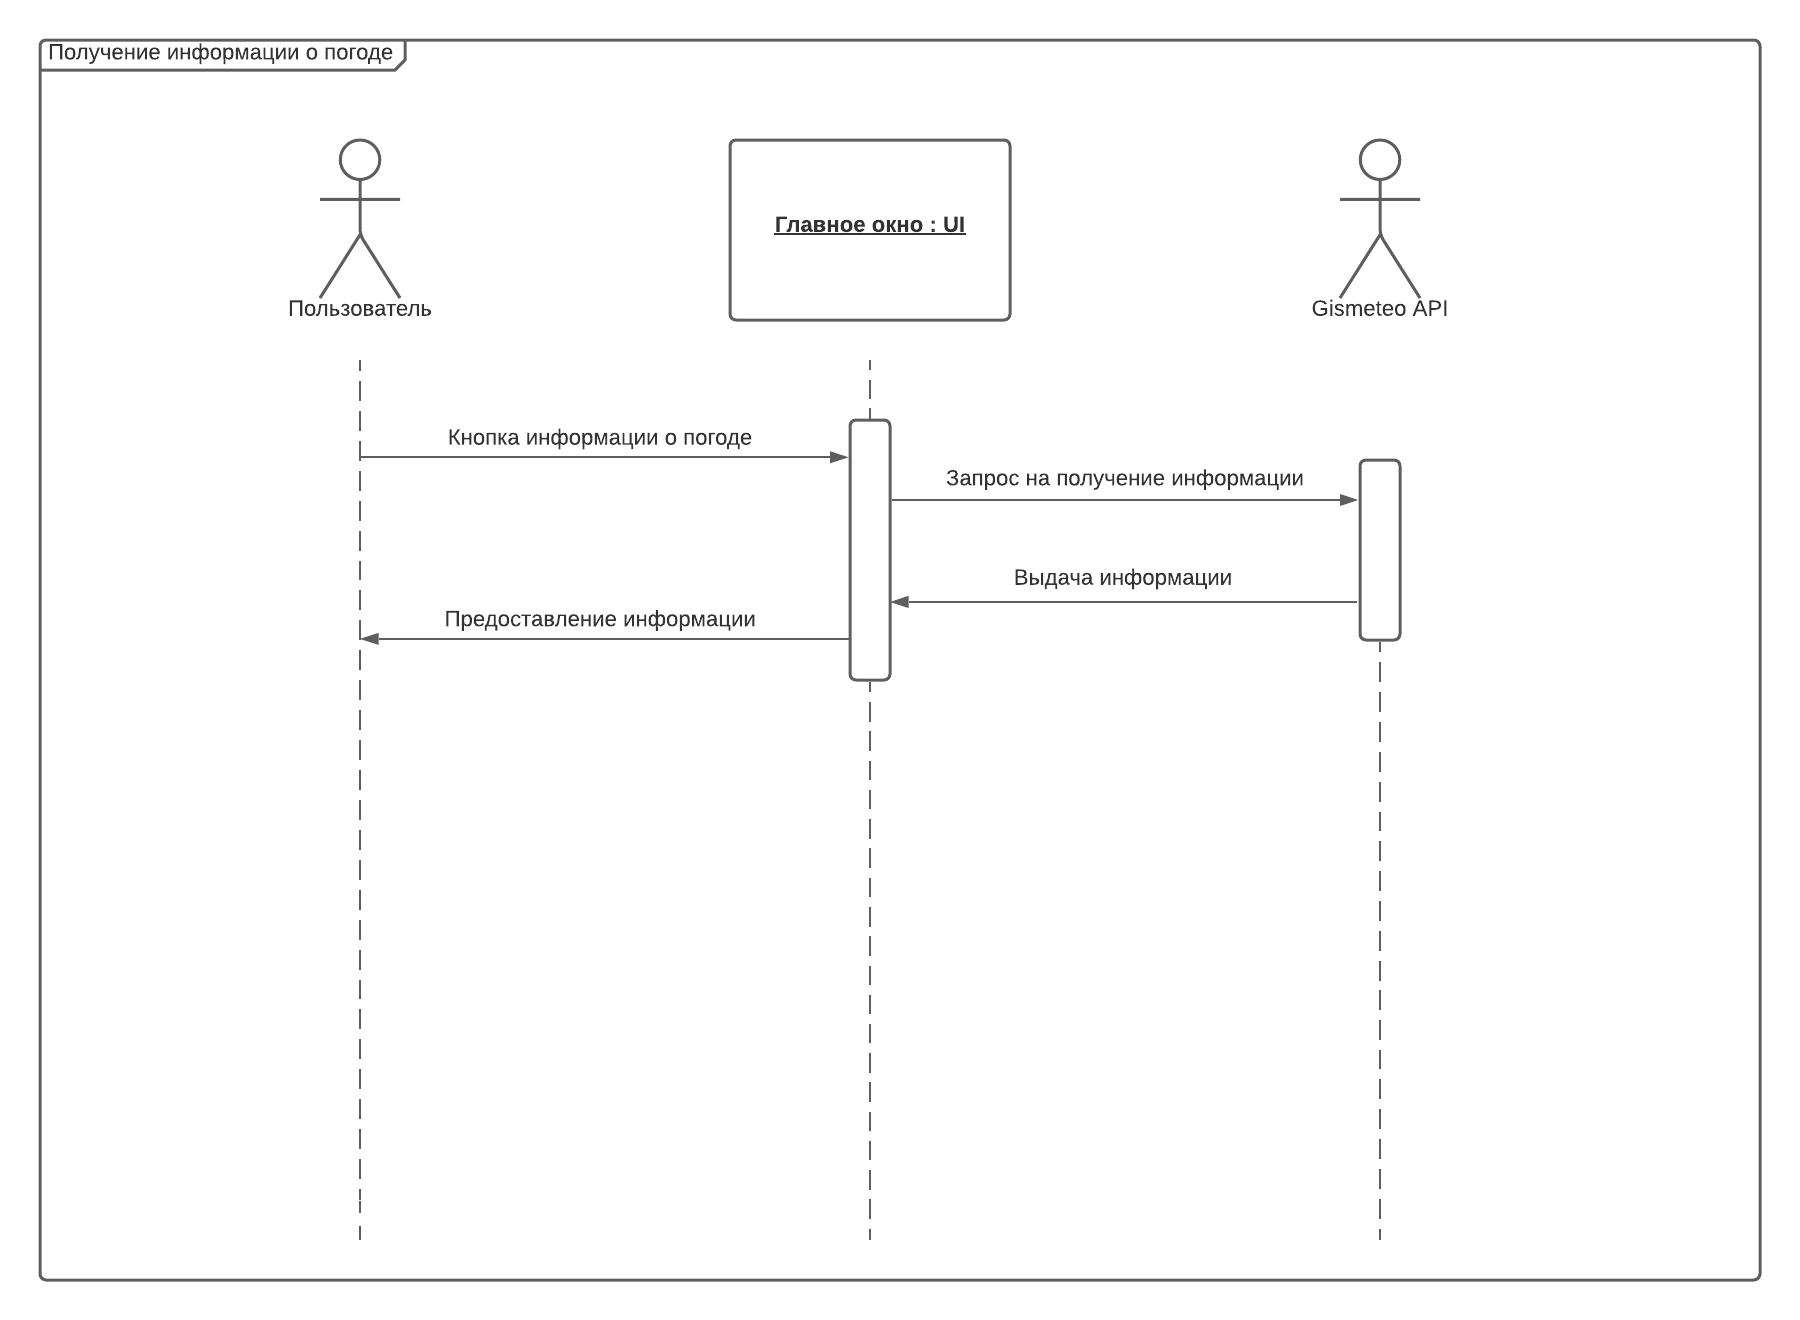 Получение информации о погоде
Главное окно : UI
Пользователь
Gismeteo API
Кнопка информации о погоде
Запрос на получение информации
Выдача информации
Предоставление информации